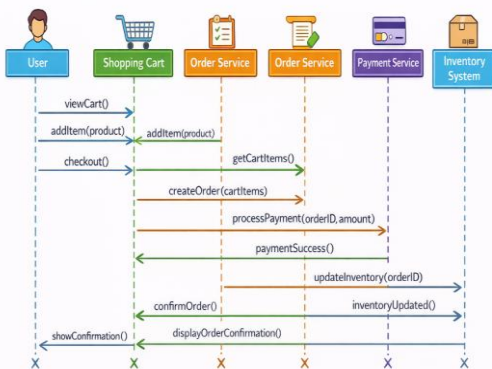 User
Shopping Cart
Order Service
Order Service
Payment Service
Inventory
System
viewCart()
addItem(product)
addItem(product)
checkout()
getCartItems()
createOrder(cartItems)
processPayment(orderID, amount)
paymentSuccess()
updateInventory(orderID)
confirmOrder()
inventoryUpdated()
showConfirmation()
displayOrderConfirmation()
X X X X X X